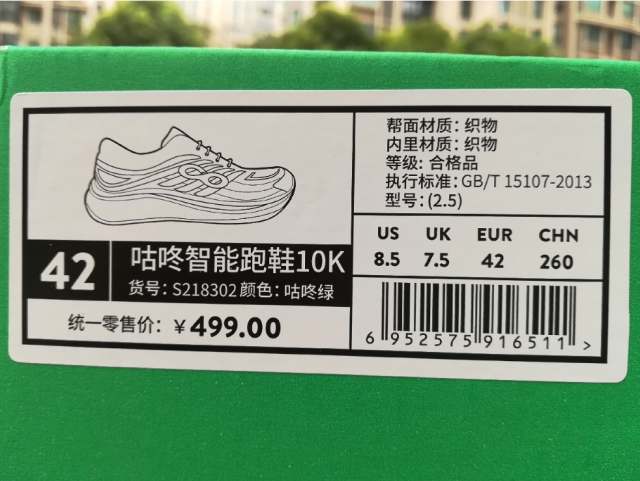 帮面材质：织物
内里材质：织物
等级: 合格品
执行标准：GB/T 15107-2013
型号：(2.5)
US UK EUR CHN
8.5 7.5 42 260
42
咕咚智能跑鞋10K
货号：S218302 颜色：咕咚绿
统一零售价：￥499.00
6 952575 916511 >